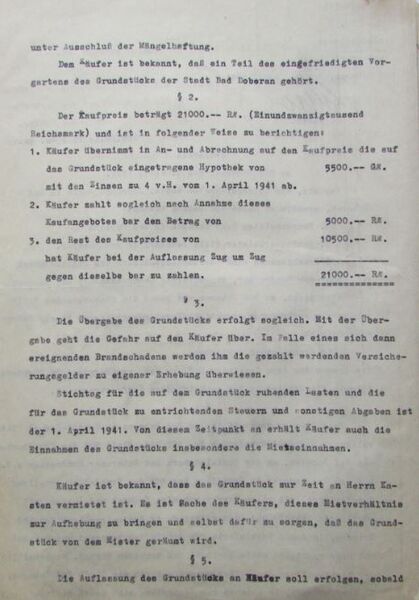 unter Ausschluß der Mängelhaftung.
Dem Käufer ist bekannt, daß ein Teil des eingefriedigten Vor-
gartens des Grundstücks der Stadt Bad Doberan gehört.
§ 2.
Der Kaufpreis beträgt 21000.-- RM. (Einundzwanzigtausend
Reichsmark) und ist in folgender Weise zu berichtigen:
1. Käufer übernimmt in An- und Abrechnung auf den Kaufpreis die auf
dem Grundstück eingetragene Hypothek von 5500.-- GM.
mit den Zinsen zu 4 v.H. vom 1. April 1941 ab.
2. Käufer zahlt sogleich nach Annahme dieses
Kaufangebotes bar den Betrag von 5000.-- RM.
3. den Rest des Kaufpreises von 10500.-- RM.
hat Käufer bei der Auflassung Zug um Zug
gegen dieselbe bar zu zahlen. 21000.-- RM.
§ 3.
Die Übergabe des Grundstücks erfolgt sogleich. Mit der Über-
gabe geht die Gefahr auf den Käufer über. Im Falle eines sich dann
ereignenden Brandschadens werden ihm die gezahlt werdenden Versiche-
rungsgelder zu eigener Erhebung überwiesen.
Stichtag für die auf dem Grundstück ruhenden Lasten und die
für das Grundstück zu entrichtenden Steuern und sonstigen Abgaben ist
der 1. April 1941. Von diesem Zeitpunkt an erhält Käufer auch die
Einnahmen des Grundstücks insbesondere die Mietseinnahmen.
§ 4.
Käufer ist bekannt, dass das Grundstück zur Zeit an Herrn Ka-
sten vermietet ist. Es ist Sache des Käufers, dieses Mietverhältnis
zur Aufhebung zu bringen und selbst dafür zu sorgen, daß das Grund-
stück von dem Mieter geräumt wird.
§ 5.
Die Auflassung des Grundstücks an Käufer soll erfolgen, sobald